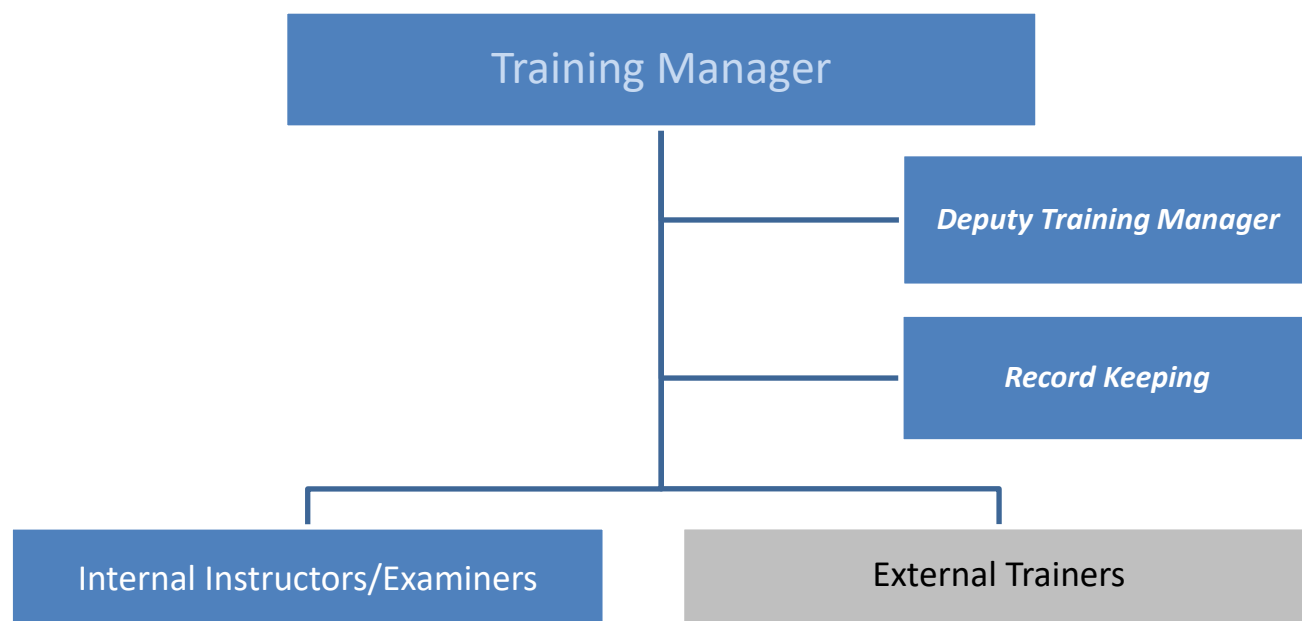 Training Manager
Deputy Training Manager
Record Keeping
Internal Instructors/Examiners
External Trainers